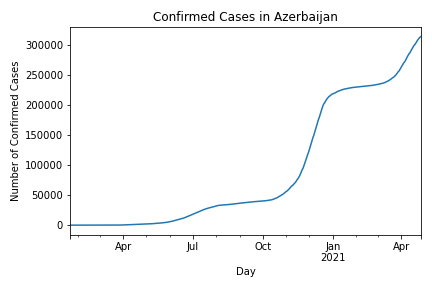 Confirmed Cases in Azerbaijan
300000
250000
200000
150000
100000
50000
0
Number of Confirmed Cases
Apr Jul Oct Jan Apr
2021
Day